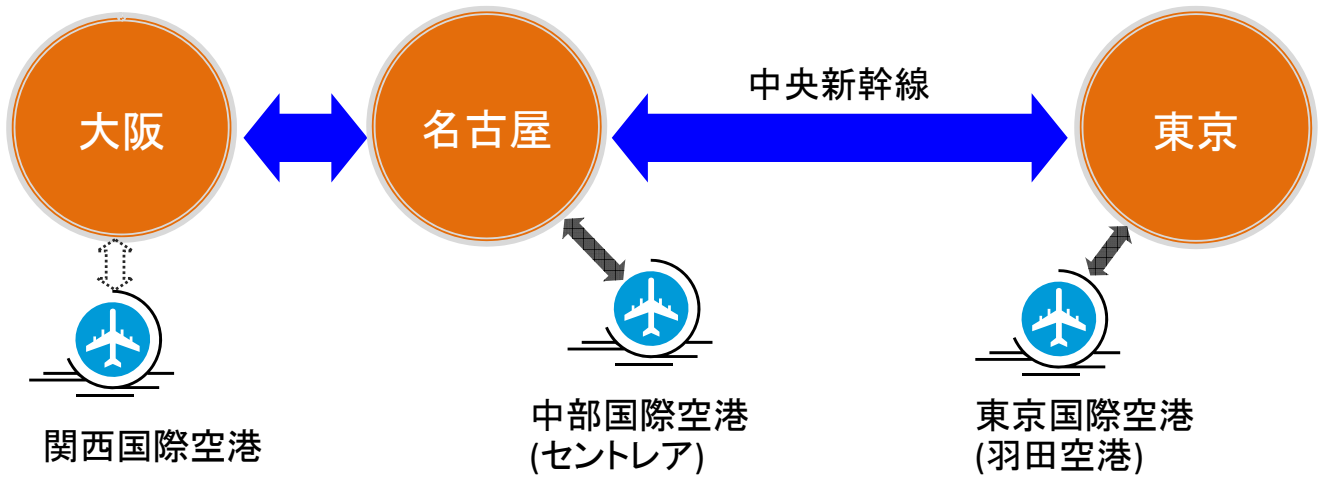 中央新幹線
大阪
名古屋
東京
関西国際空港
中部国際空港
(セントレア)
東京国際空港
(羽田空港)